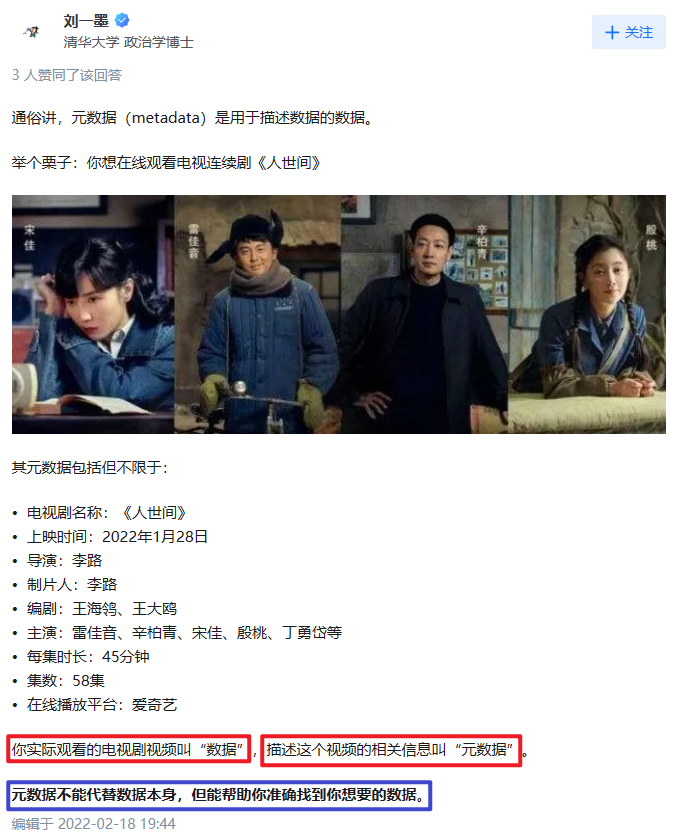 刘一墨
清华大学 政治学博士
关注
3 人赞同了该回答
通俗讲，元数据（metadata）是用于描述数据的数据。
举个栗子：你想在线观看电视连续剧《人世间》
宋佳
雷佳音
辛柏青
殷桃
其元数据包括但不限于：
• 电视剧名称：《人世间》
• 上映时间：2022年1月28日
• 导演：李路
• 制片人：李路
• 编剧：王海鸰、王大鸥
• 主演：雷佳音、辛柏青、宋佳、殷桃、丁勇岱等
• 每集时长：45分钟
• 集数：58集
• 在线播放平台：爱奇艺
你实际观看的电视剧视频叫“数据”，描述这个视频的相关信息叫“元数据”。
元数据不能代替数据本身，但能帮助你准确找到你想要的数据。
编辑于 2022-02-18 19:44